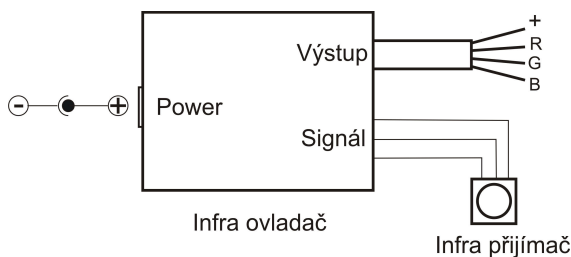 +
R
G
B
Výstup
Power
Signál
Infra ovladač
Infra přijímač